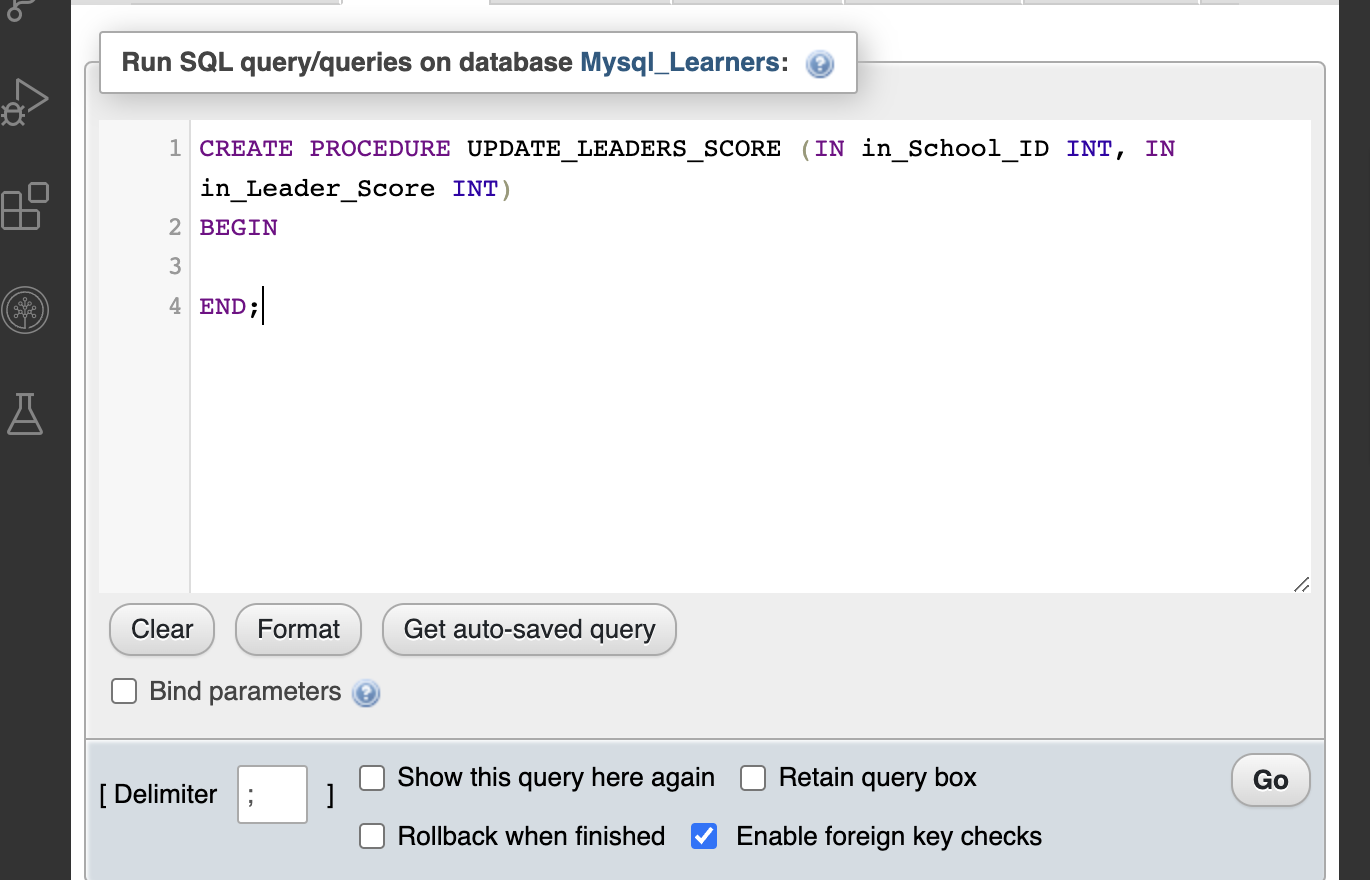 Run SQL query/queries on database Mysql_Learners:
1 CREATE PROCEDURE UPDATE_LEADERS_SCORE (IN in_School_ID INT, IN
in_Leader_Score INT)
2 BEGIN
3
4 END;
Clear Format Get auto-saved query
Bind parameters
[ Delimiter ; ] Show this query here again Retain query box Go
Rollback when finished Enable foreign key checks